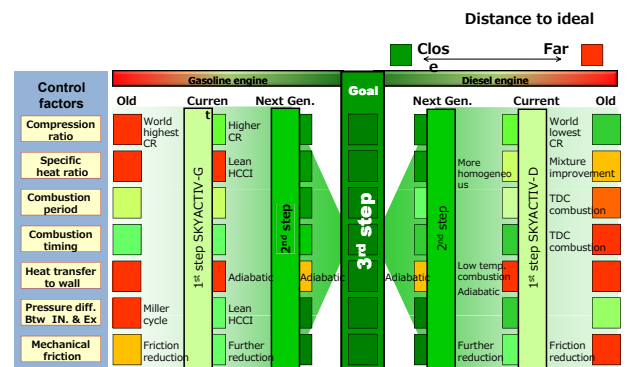 Distance to ideal
Clos
e
Far
Gasoline engine
Goal
Diesel engine
Control
factors
Old
Curren
t
Next Gen.
Next Gen.
Current
Old
Compression
ratio
World
highest
CR
Higher
CR
World
lowest
CR
Specific
heat ratio
Lean
HCCI
More
homogeneo
us
Mixture
improvement
Combustion
period
TDC
combustion
Combustion
timing
TDC
combustion
Heat transfer
to wall
Adiabatic
Adiabatic
Adiabatic
Low temp.
combustion
Adiabatic
Pressure diff.
Btw IN. & Ex
Miller
cycle
Lean
HCCI
Mechanical
friction
Friction
reduction
Further
reduction
Further
reduction
Friction
reduction
1st step SKYACTIV-G
2nd step
3rd step
2nd step
1st step SKYACTIV-D